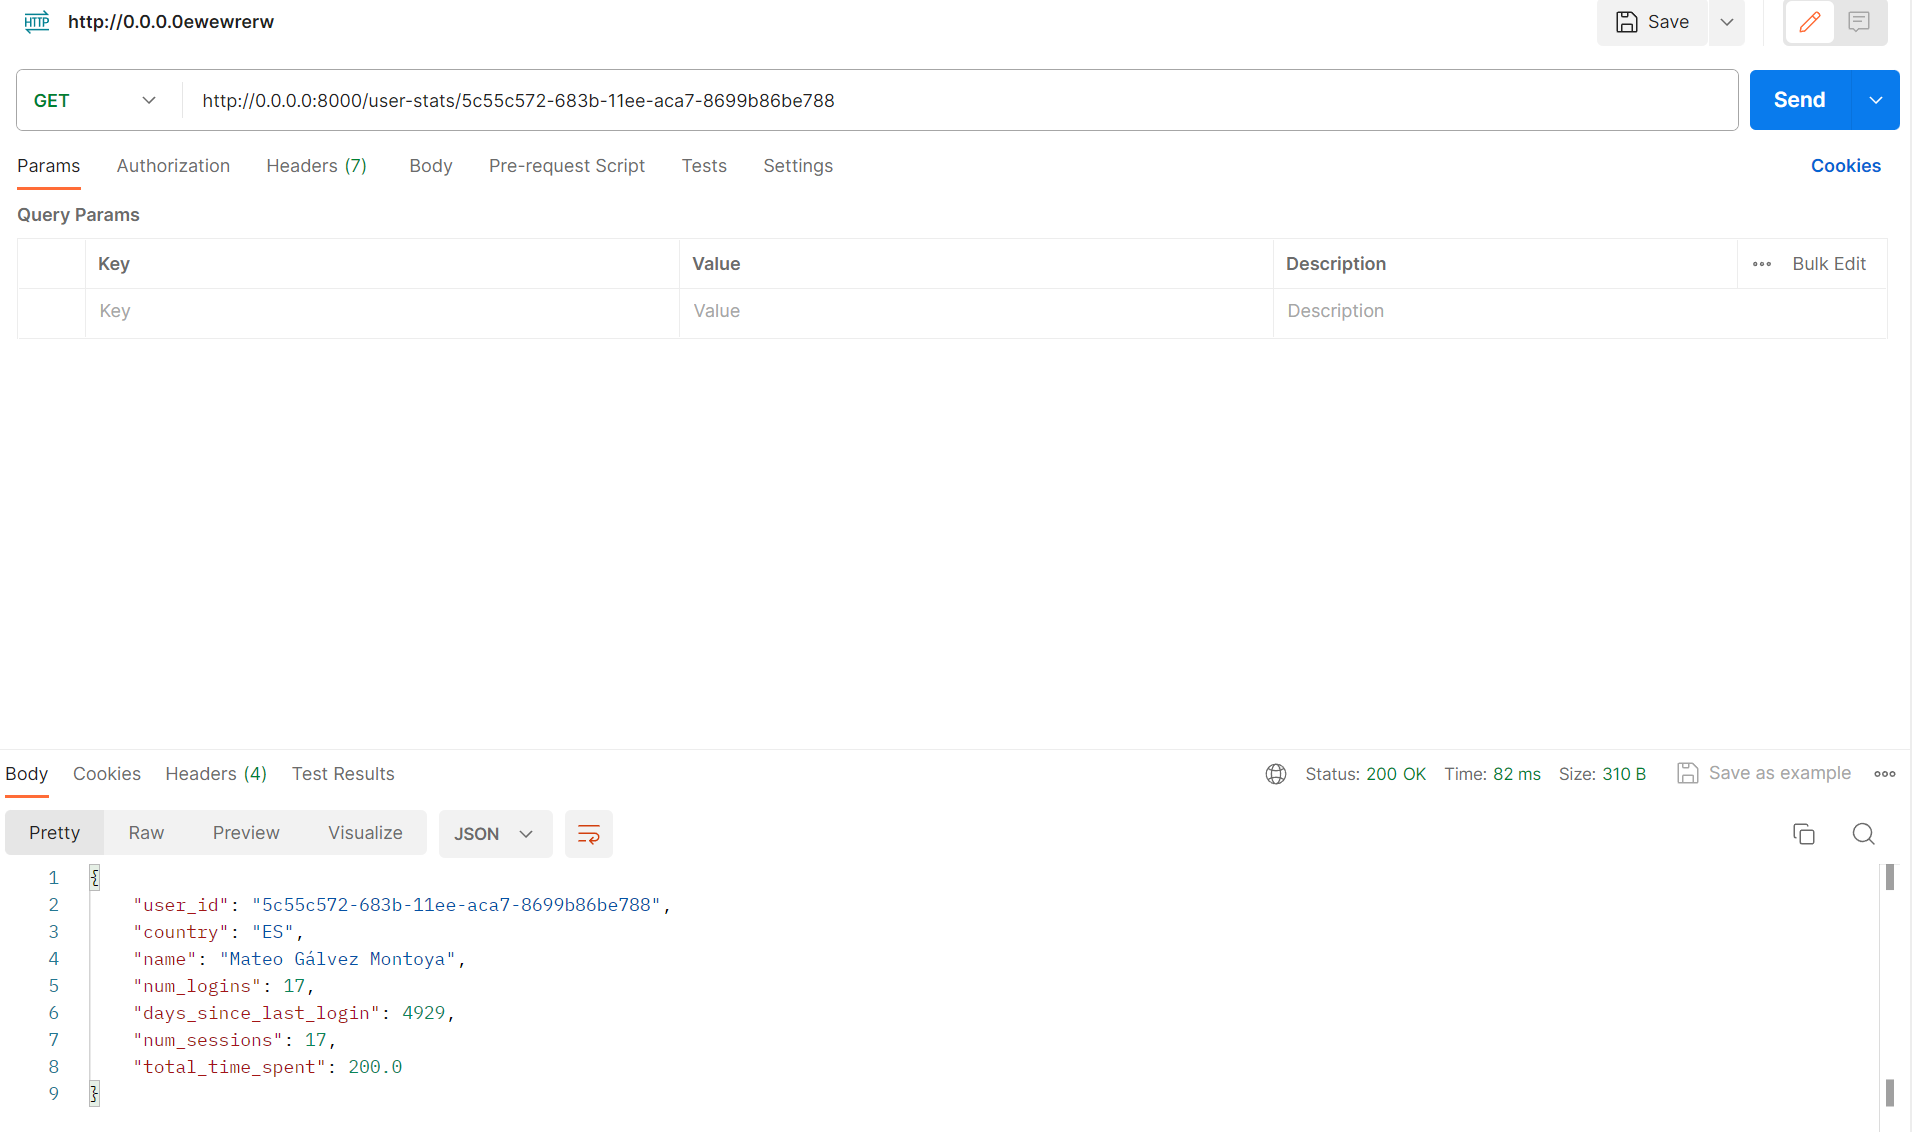 HTTP http://0.0.0.0ewewrerw Save
GET http://0.0.0.0:8000/user-stats/5c55c572-683b-11ee-aca7-8699b86be788 Send
Params Authorization Headers (7) Body Pre-request Script Tests Settings Cookies
Query Params
Key Value Description Bulk Edit
Key Value Description
Body Cookies Headers (4) Test Results Status: 200 OK Time: 82 ms Size: 310 B Save as example
Pretty Raw Preview Visualize JSON
1 {
2 "user_id": "5c55c572-683b-11ee-aca7-8699b86be788",
3 "country": "ES",
4 "name": "Mateo Gálvez Montoya",
5 "num_logins": 17,
6 "days_since_last_login": 4929,
7 "num_sessions": 17,
8 "total_time_spent": 200.0
9 }